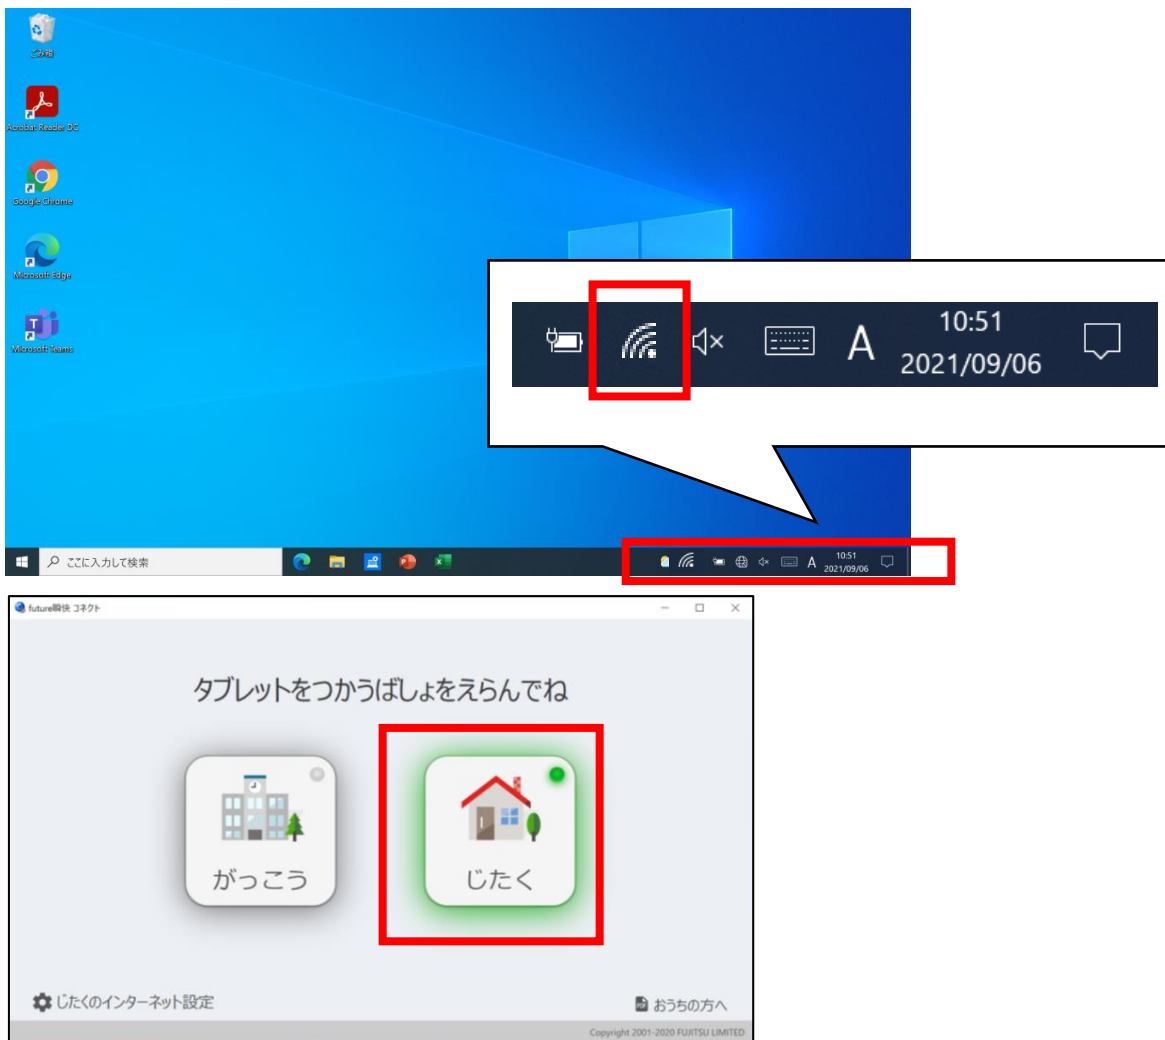 ごみ箱
Acrobat Reader DC
Google Chrome
Microsoft Edge
Microsoft Teams
A
10:51
2021/09/06
ここに入力して検索
A
10:51
2021/09/06
future瞬快 コネクト
タブレットをつかうばしょをえらんでね
がっこう
じたく
じたくのインターネット設定
おうちの方へ
Copyright 2001-2020 FUJITSU LIMITED